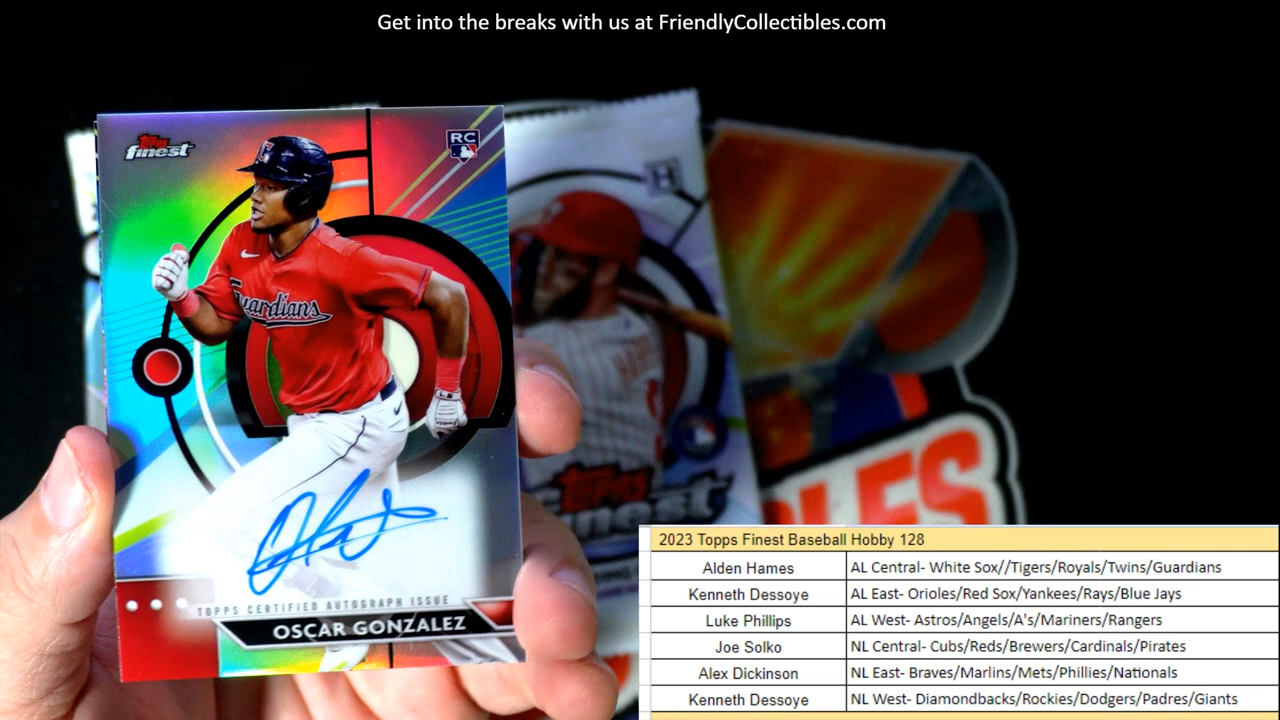 Get into the breaks with us at FriendlyCollectibles.com
Topps
finest
RC
H
Guardians
TOPPS CERTIFIED AUTOGRAPH ISSUE
OSCAR GONZALEZ
Topps
finest
LES
2023 Topps Finest Baseball Hobby 128
Alden Hames AL Central- White Sox//Tigers/Royals/Twins/Guardians
Kenneth Dessoye AL East- Orioles/Red Sox/Yankees/Rays/Blue Jays
Luke Phillips AL West- Astros/Angels/A's/Mariners/Rangers
Joe Solko NL Central- Cubs/Reds/Brewers/Cardinals/Pirates
Alex Dickinson NL East- Braves/Marlins/Mets/Phillies/Nationals
Kenneth Dessoye NL West- Diamondbacks/Rockies/Dodgers/Padres/Giants